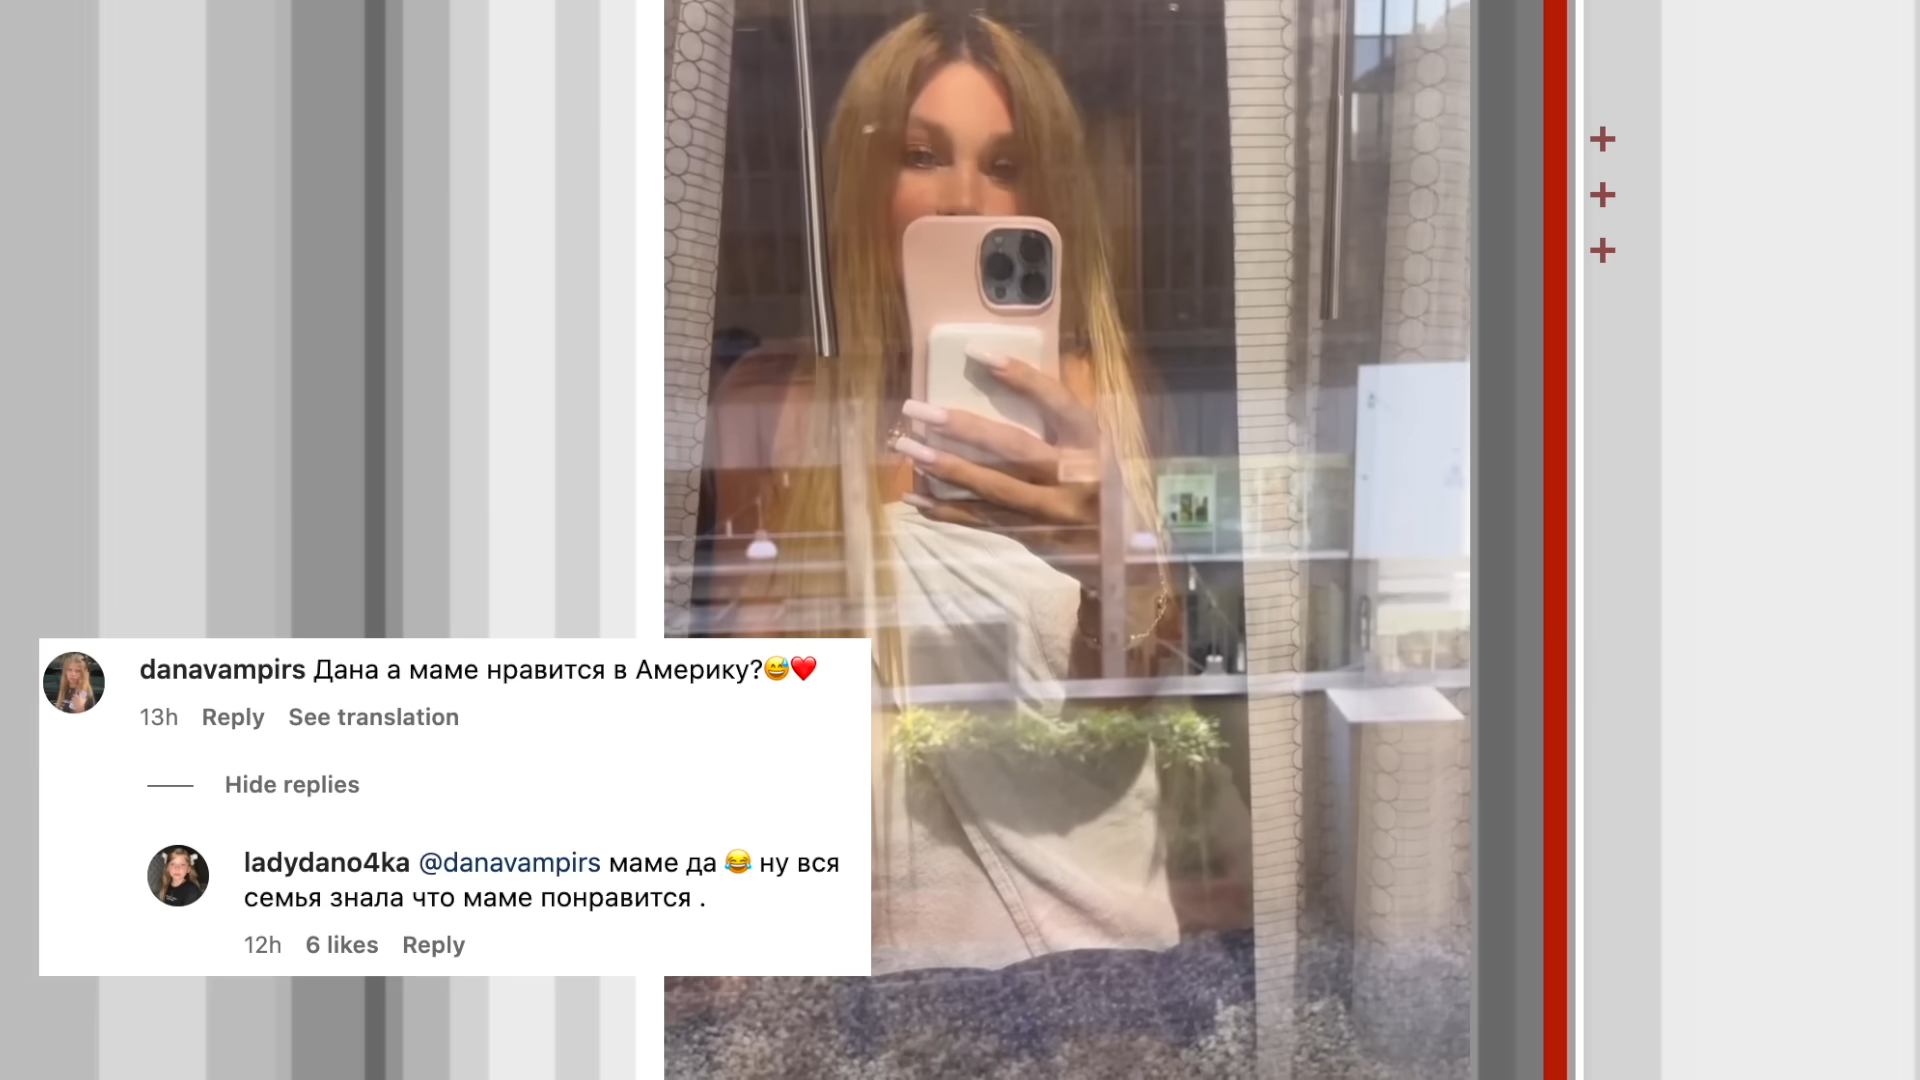 danavampirs Дана а маме нравится в Америку?😅❤️
13h Reply See translation
Hide replies
ladydano4ka @danavampirs маме да 😂 ну вся
семья знала что маме понравится .
12h 6 likes Reply